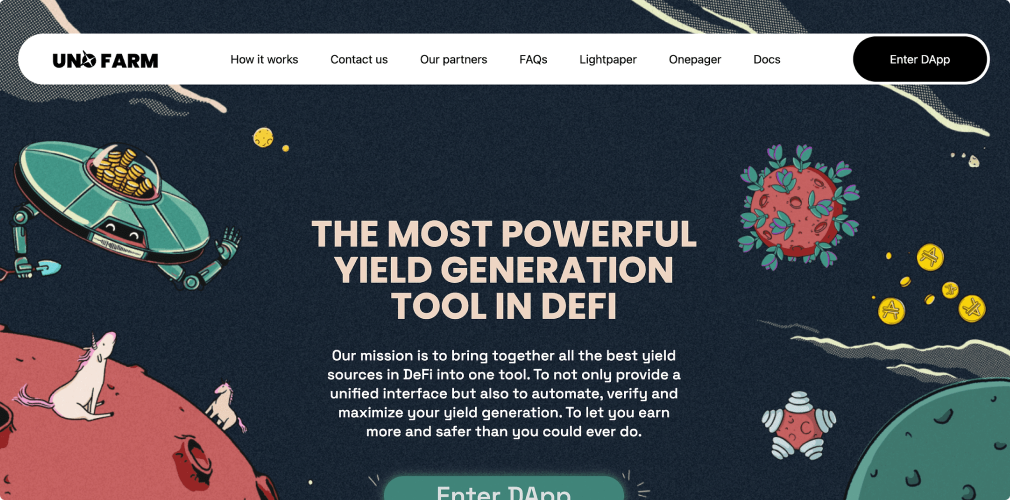 UNO FARM
How it works
Contact us
Our partners
FAQs
Lightpaper
Onepager
Docs
Enter DApp
THE MOST POWERFUL
YIELD GENERATION
TOOL IN DEFI
Our mission is to bring together all the best yield
sources in DeFi into one tool. To not only provide a
unified interface but also to automate, verify and
maximize your yield generation. To let you earn
more and safer than you could ever do.
Enter DApp